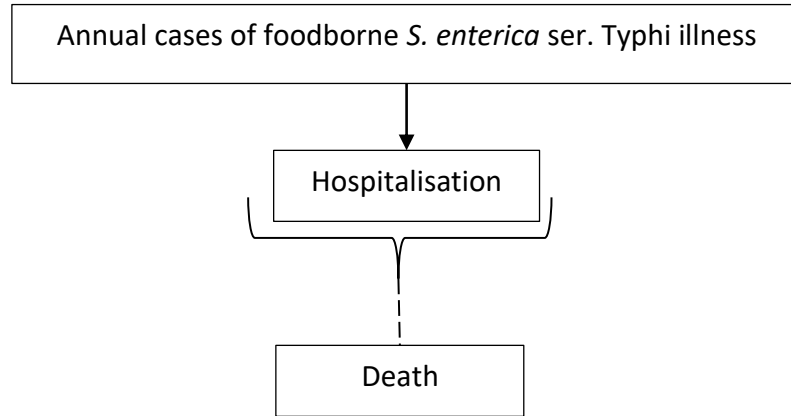 Annual cases of foodborne S. enterica ser. Typhi illness
Hospitalisation
Death